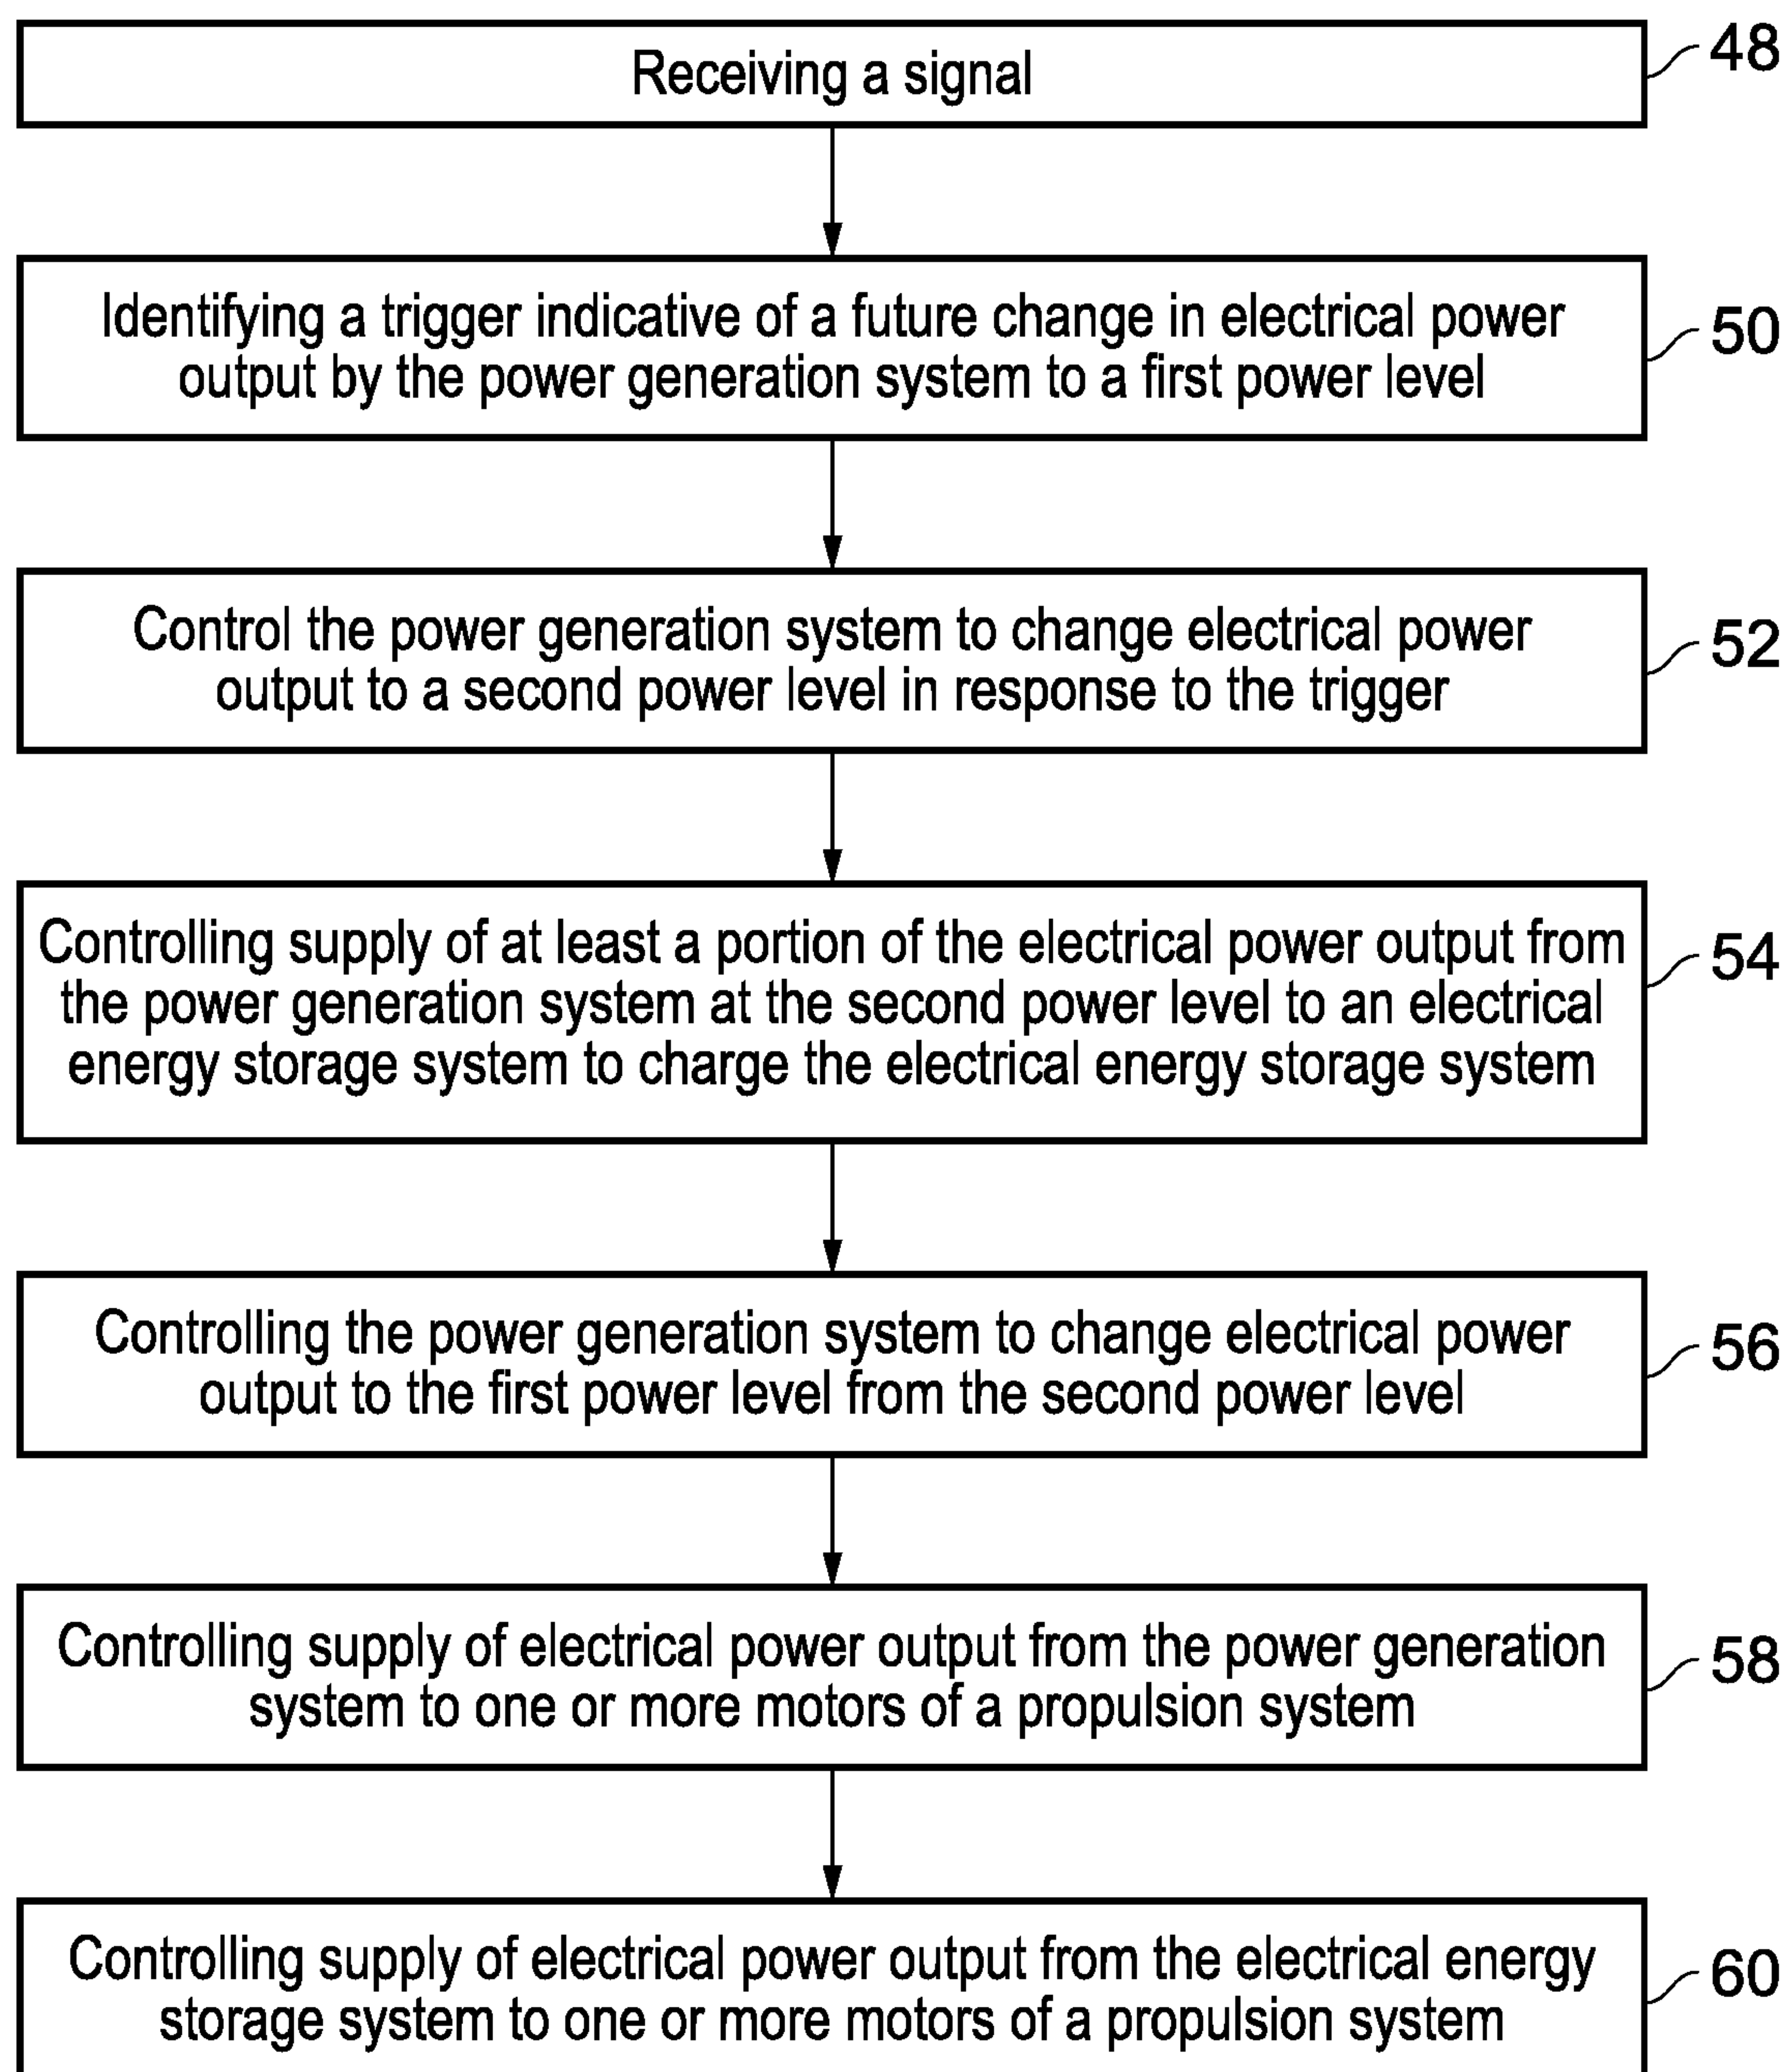 Receiving a signal
48
Identifying a trigger indicative of a future change in electrical power
output by the power generation system to a first power level
50
Control the power generation system to change electrical power
output to a second power level in response to the trigger
52
Controlling supply of at least a portion of the electrical power output from
the power generation system at the second power level to an electrical
energy storage system to charge the electrical energy storage system
54
Controlling the power generation system to change electrical power
output to the first power level from the second power level
56
Controlling supply of electrical power output from the power generation
system to one or more motors of a propulsion system
58
Controlling supply of electrical power output from the electrical energy
storage system to one or more motors of a propulsion system
60